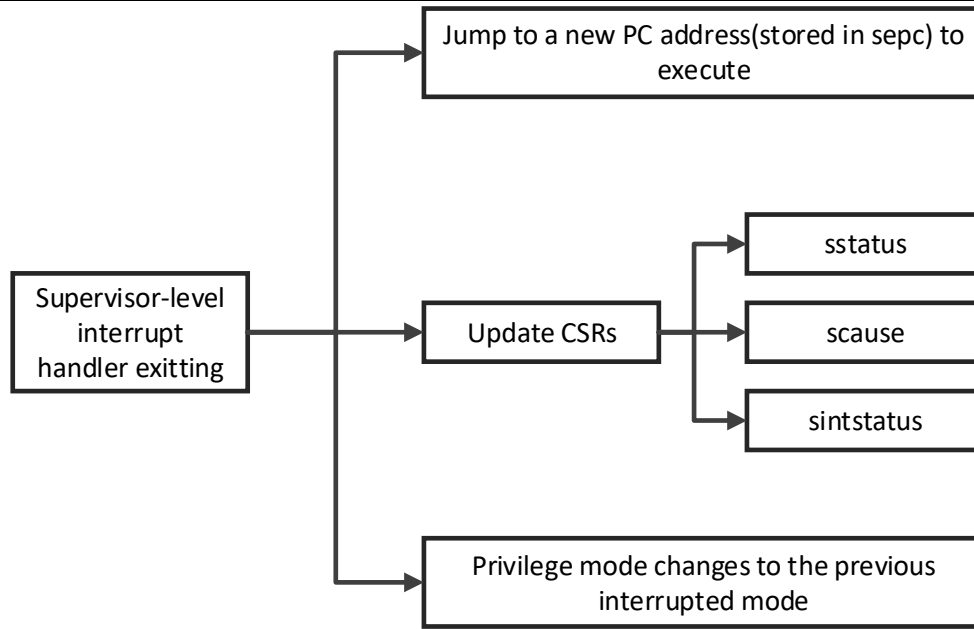 Jump to a new PC address(stored in sepc) to
execute
Supervisor-level
interrupt
handler exitting
Update CSRs
sstatus
scause
sintstatus
Privilege mode changes to the previous
interrupted mode